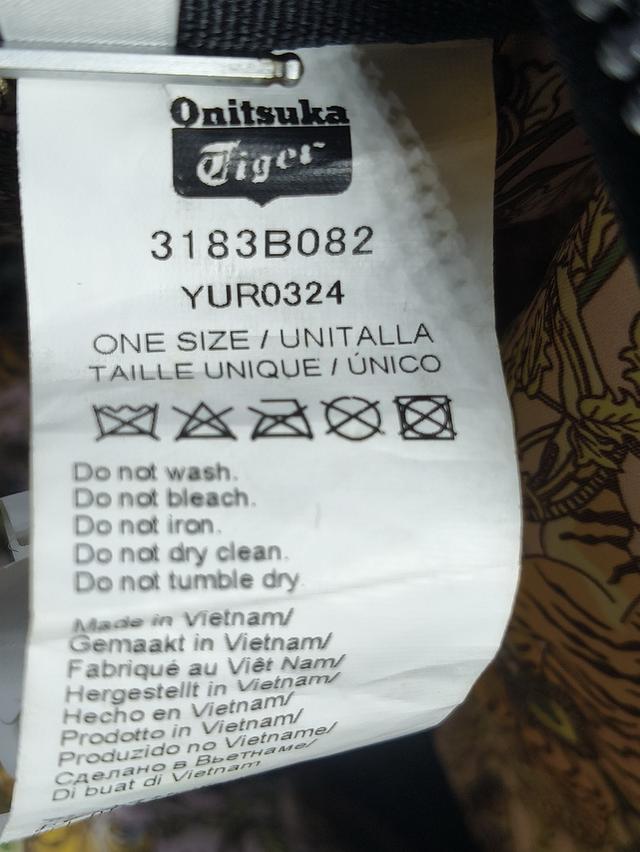 Onitsuka
Tiger
3183B082
YUR0324
ONE SIZE / UNITALLA
TAILLE UNIQUE / ÚNICO
Do not wash.
Do not bleach.
Do not iron.
Do not dry clean.
Do not tumble dry.
Made in Vietnam/
Gemaakt in Vietnam/
Fabriqué au Viêt Nam/
Hergestellt in Vietnam/
Hecho en Vietnam/
Prodotto in Vietnam/
Produzido no Vietname/
Сделано в Вьетнаме/
Di buat di Vietnam